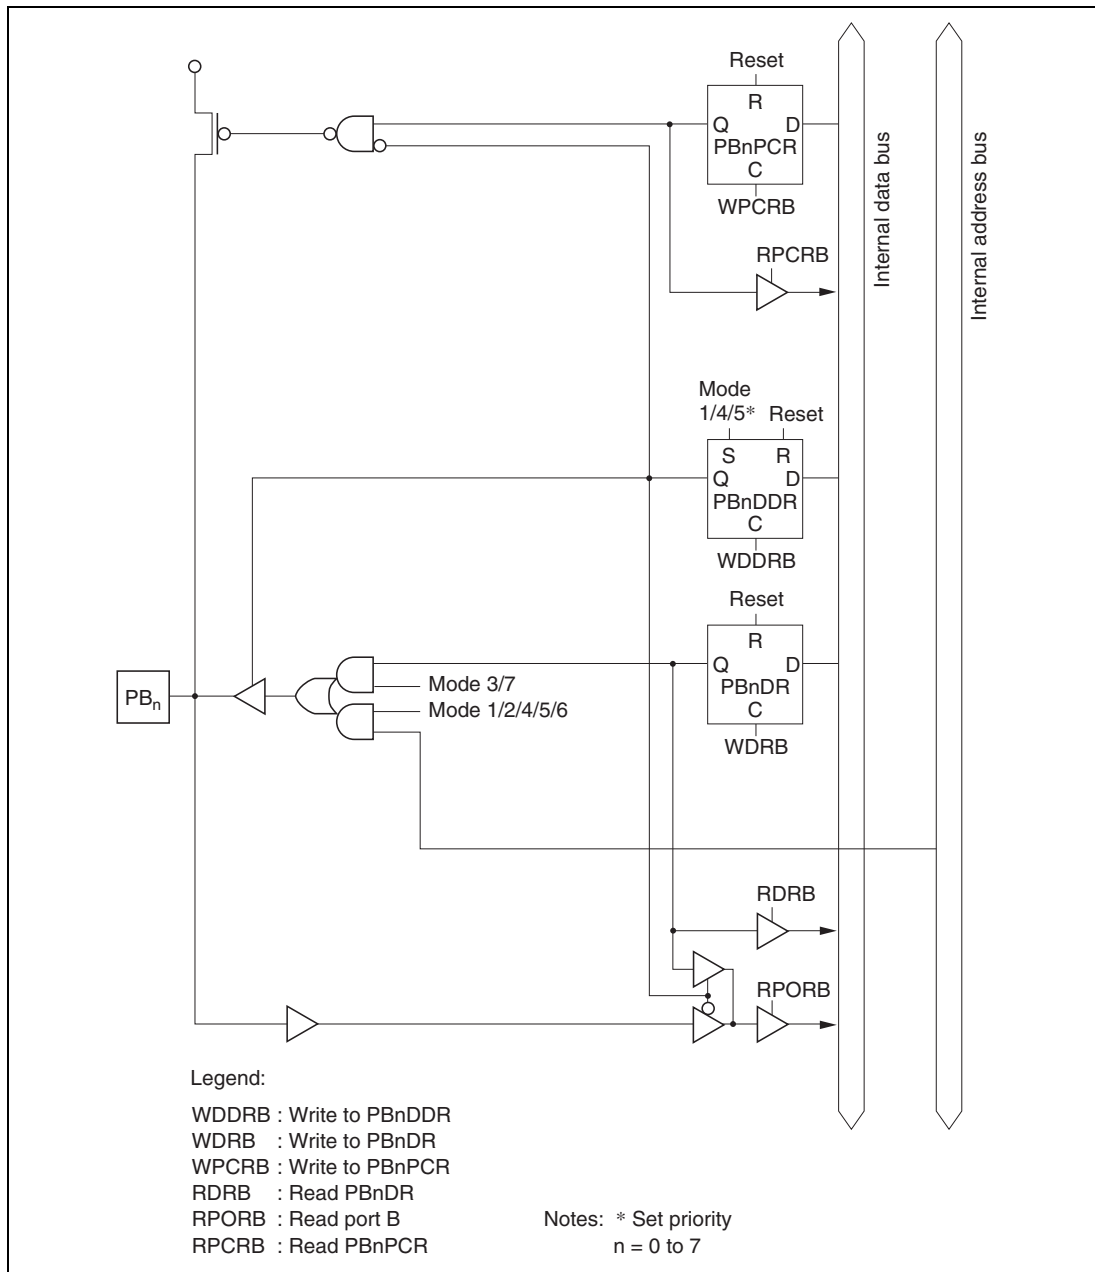 Reset
R
Q D
PBnPCR
C
WPCRB
Internal data bus
Internal address bus
RPCRB
Mode
1/4/5* Reset
S R
Q D
PBnDDR
C
WDDRB
Reset
R
Q D
PBnDR
C
WDRB
PBn
Mode 3/7
Mode 1/2/4/5/6
RDRB
RPORB
Legend:
WDDRB : Write to PBnDDR
WDRB : Write to PBnDR
WPCRB : Write to PBnPCR
RDRB : Read PBnDR
RPORB : Read port B
RPCRB : Read PBnPCR
Notes: * Set priority
n = 0 to 7